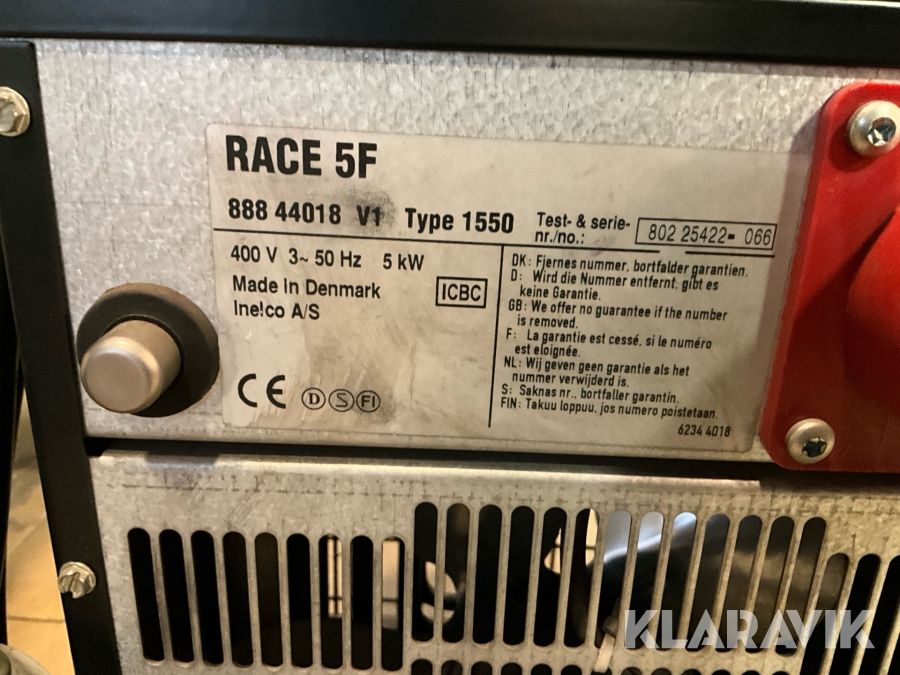 RACE 5F
888 44018 V1 Type 1550
Test- & serie-
nr./no.:
802 25422- 066
400 V 3~ 50 Hz 5 kW
Made In Denmark
Inelco A/S
ICBC
CE D S FI
DK: Fjernes nummer, bortfalder garantien.
D: Wird die Nummer entfernt, gibt es
keine Garantie.
GB: We offer no guarantee if the number
is removed.
F: La garantie est cessé, si le numéro
est eloignée.
NL: Wij geven geen garantie als het
nummer verwijderd is.
S: Saknas nr., bortfaller garantin.
FIN: Takuu loppuu, jos numero poistetaan.
6234 4018
KLARAVIK